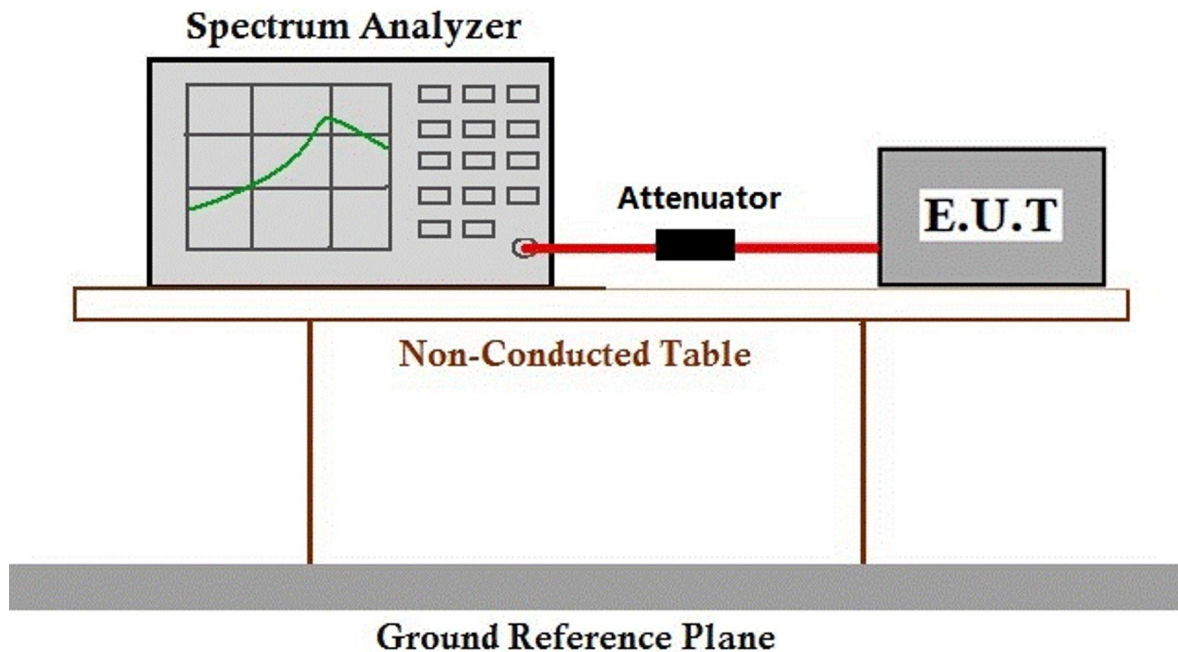 Spectrum Analyzer
Attenuator
E.U.T
Non-Conducted Table
Ground Reference Plane